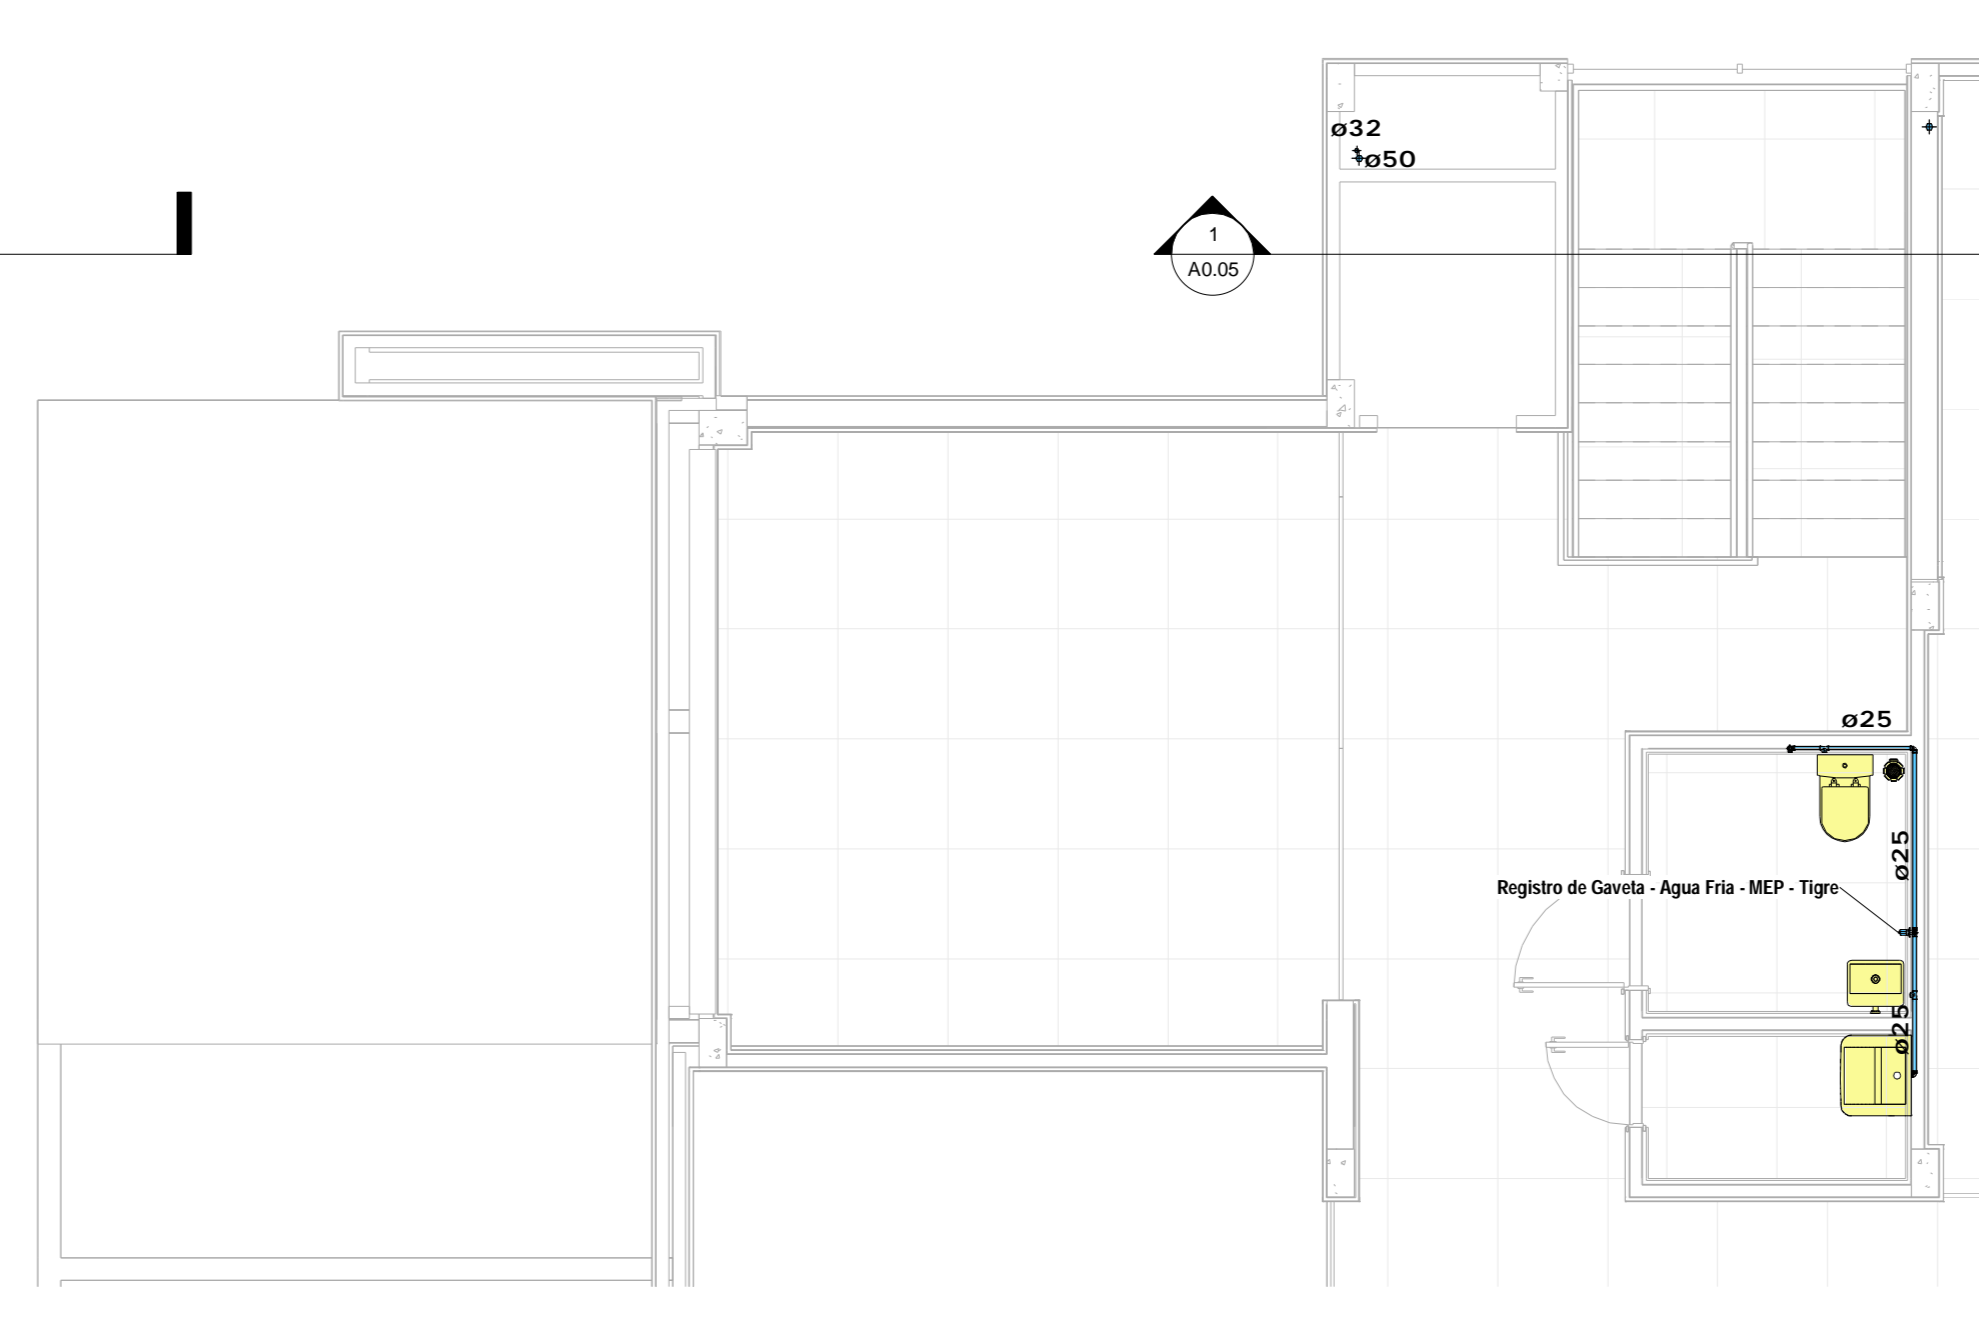 ø32
ø50
1
A0.05
ø25
ø25
Registro de Gaveta - Agua Fria - MEP - Tigre
ø25